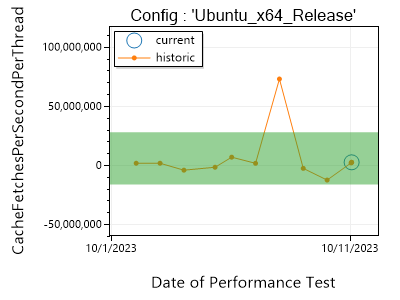 Config : 'Ubuntu_x64_Release'
current
historic
CacheFetchesPerSecondPerThread
100,000,000
50,000,000
0
-50,000,000
10/1/2023
10/11/2023
Date of Performance Test